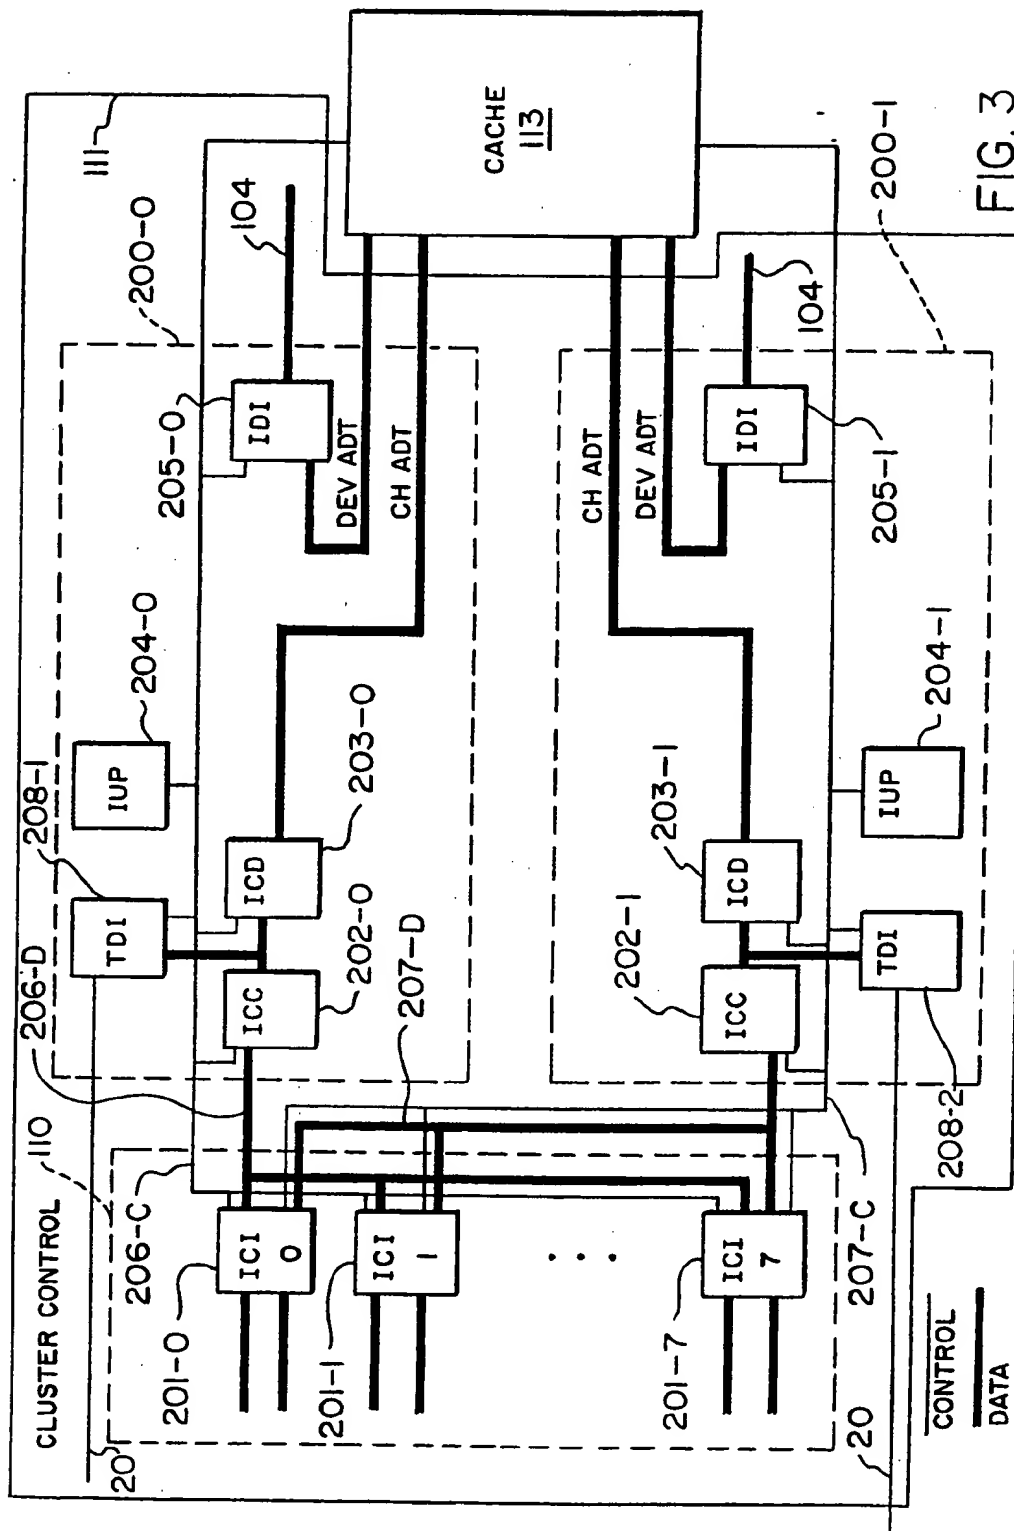 CLUSTER CONTROL
110
206-D
208-1
204-0
205-0
200-0
111
20
206-C
TDI
IUP
IDI
104
201-0
ICI
0
ICC
202-0
ICD
203-0
DEV ADT
CH ADT
CACHE
113
201-1
ICI
1
207-D
. . .
201-7
ICI
7
202-1
ICC
203-1
ICD
CH ADT
DEV ADT
IDI
104
20
207-C
208-2
TDI
IUP
204-1
205-1
200-1
CONTROL
DATA
FIG. 3